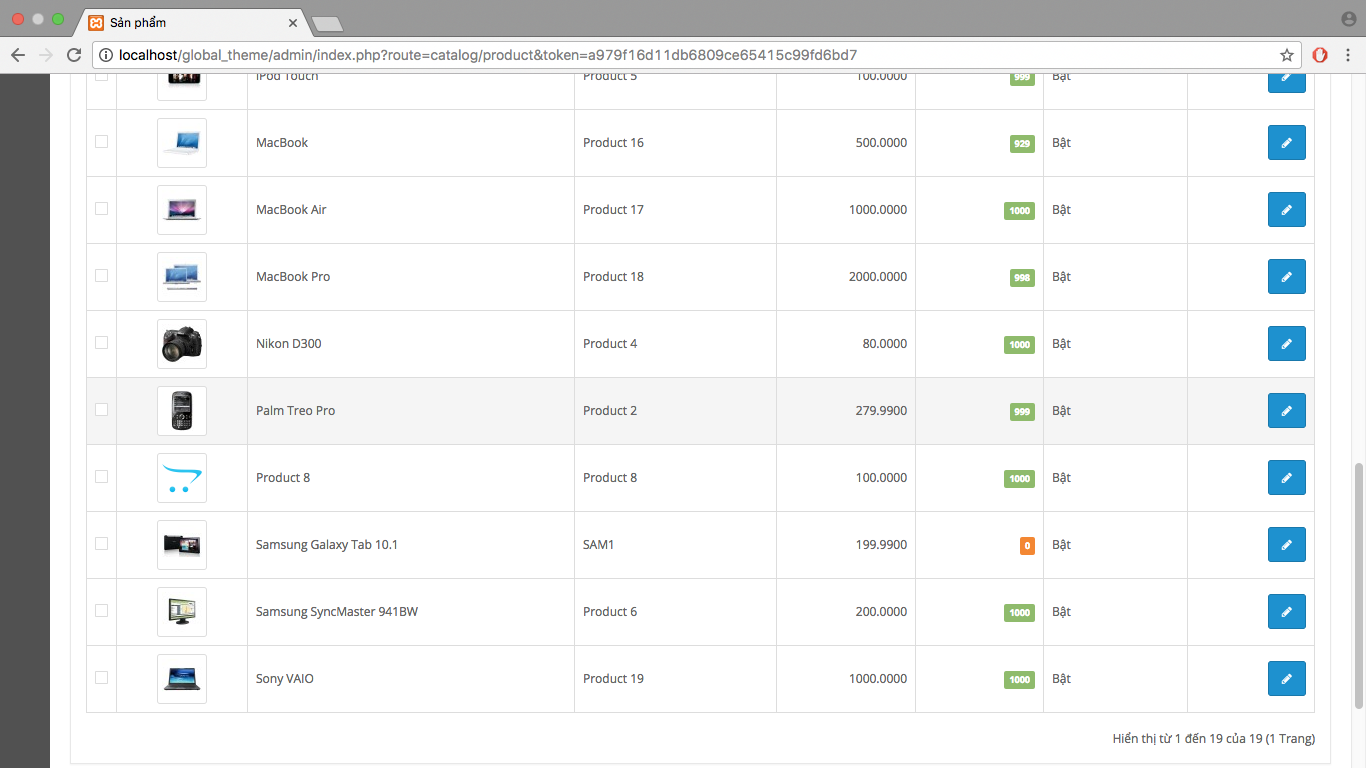 Sản phẩm
localhost/global_theme/admin/index.php?route=catalog/product&token=a979f16d11db6809ce65415c99fd6bd7
iPod Touch Product 5 100.0000 999 Bật
MacBook Product 16 500.0000 929 Bật
MacBook Air Product 17 1000.0000 1000 Bật
MacBook Pro Product 18 2000.0000 998 Bật
Nikon D300 Product 4 80.0000 1000 Bật
Palm Treo Pro Product 2 279.9900 999 Bật
Product 8 Product 8 100.0000 1000 Bật
Samsung Galaxy Tab 10.1 SAM1 199.9900 0 Bật
Samsung SyncMaster 941BW Product 6 200.0000 1000 Bật
Sony VAIO Product 19 1000.0000 1000 Bật
Hiển thị từ 1 đến 19 của 19 (1 Trang)